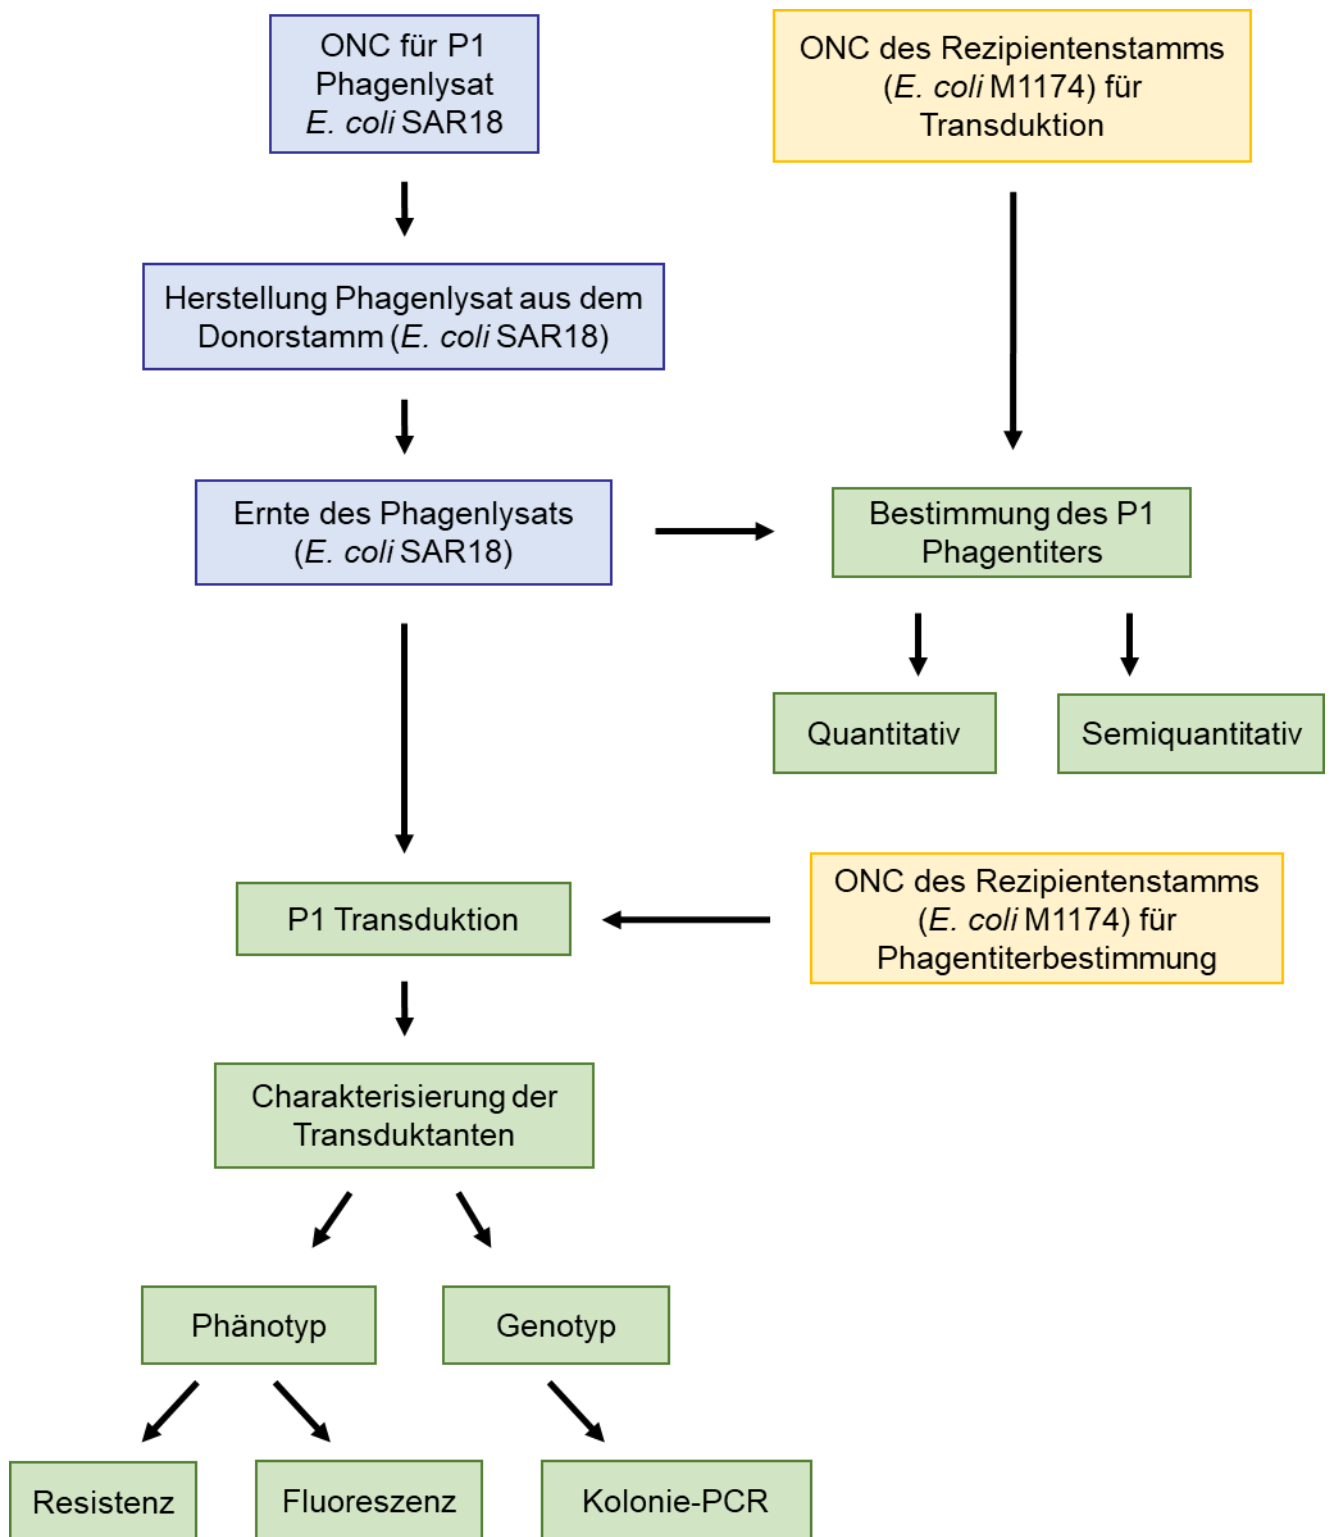 ONC für P1
Phagenlysat
E. coli SAR18
ONC des Rezipientenstamms
(E. coli M1174) für
Transduktion
Herstellung Phagenlysat aus dem
Donorstamm (E. coli SAR18)
Ernte des Phagenlysats
(E. coli SAR18)
Bestimmung des P1
Phagentiters
Quantitativ
Semiquantitativ
P1 Transduktion
ONC des Rezipientenstamms
(E. coli M1174) für
Phagentiterbestimmung
Charakterisierung der
Transduktanten
Phänotyp
Genotyp
Resistenz
Fluoreszenz
Kolonie-PCR